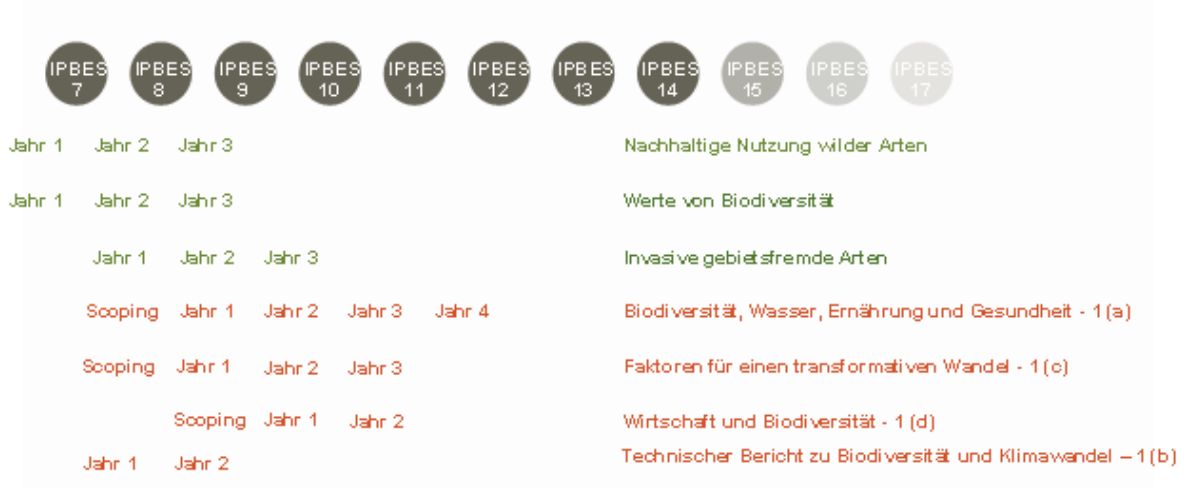 IPBES 7 IPBES 8 IPBES 9 IPBES 10 IPBES 11 IPBES 12 IPBES 13 IPBES 14 IPBES 15 IPBES 16 IPBES 17
Jahr 1 Jahr 2 Jahr 3 Nachhaltige Nutzung wilder Arten
Jahr 1 Jahr 2 Jahr 3 Werte von Biodiversität
Jahr 1 Jahr 2 Jahr 3 Invasive gebietsfremde Arten
Scoping Jahr 1 Jahr 2 Jahr 3 Jahr 4 Biodiversität, Wasser, Ernährung und Gesundheit - 1(a)
Scoping Jahr 1 Jahr 2 Jahr 3 Faktoren für einen transformativen Wandel - 1(c)
Scoping Jahr 1 Jahr 2 Wirtschaft und Biodiversität - 1(d)
Jahr 1 Jahr 2 Technischer Bericht zu Biodiversität und Klimawandel – 1(b)